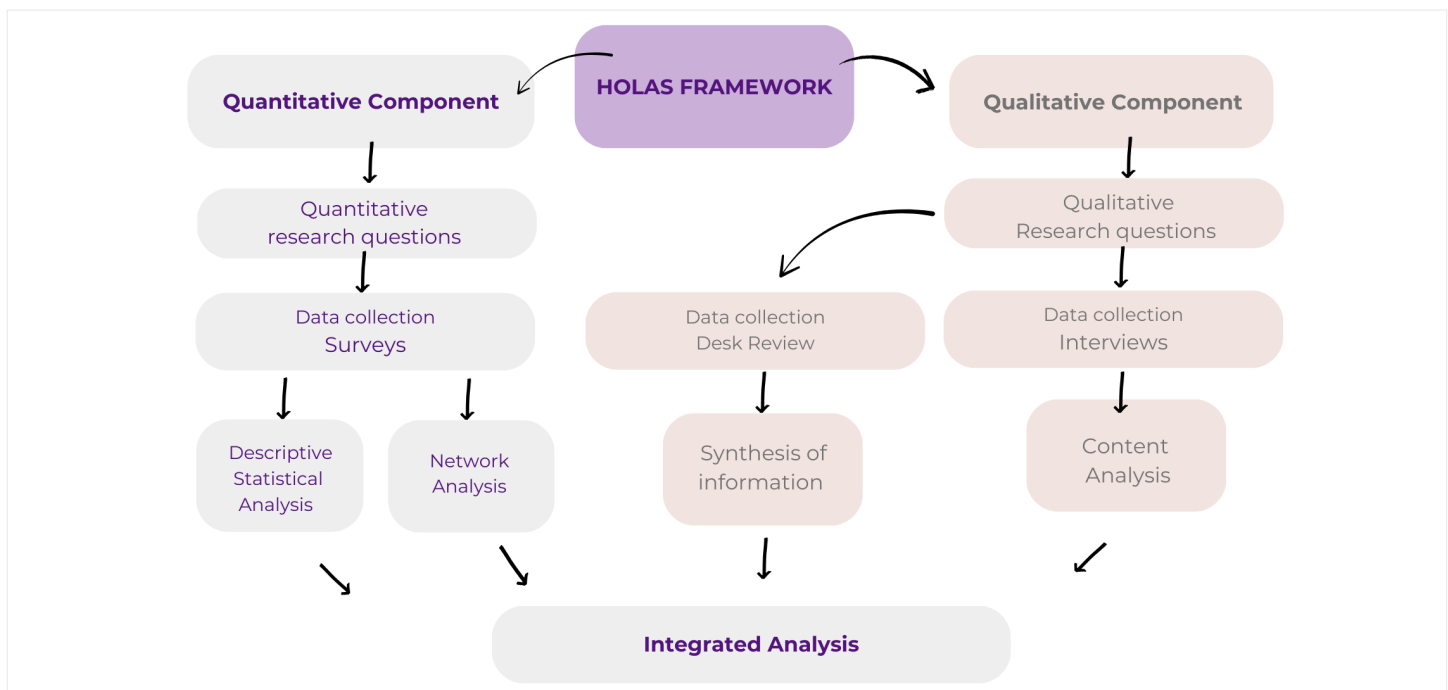 HOLAS FRAMEWORK
Quantitative Component
Qualitative Component
Quantitative
research questions
Qualitative
Research questions
Data collection
Surveys
Data collection
Desk Review
Data collection
Interviews
Descriptive
Statistical
Analysis
Network
Analysis
Synthesis of
information
Content
Analysis
Integrated Analysis